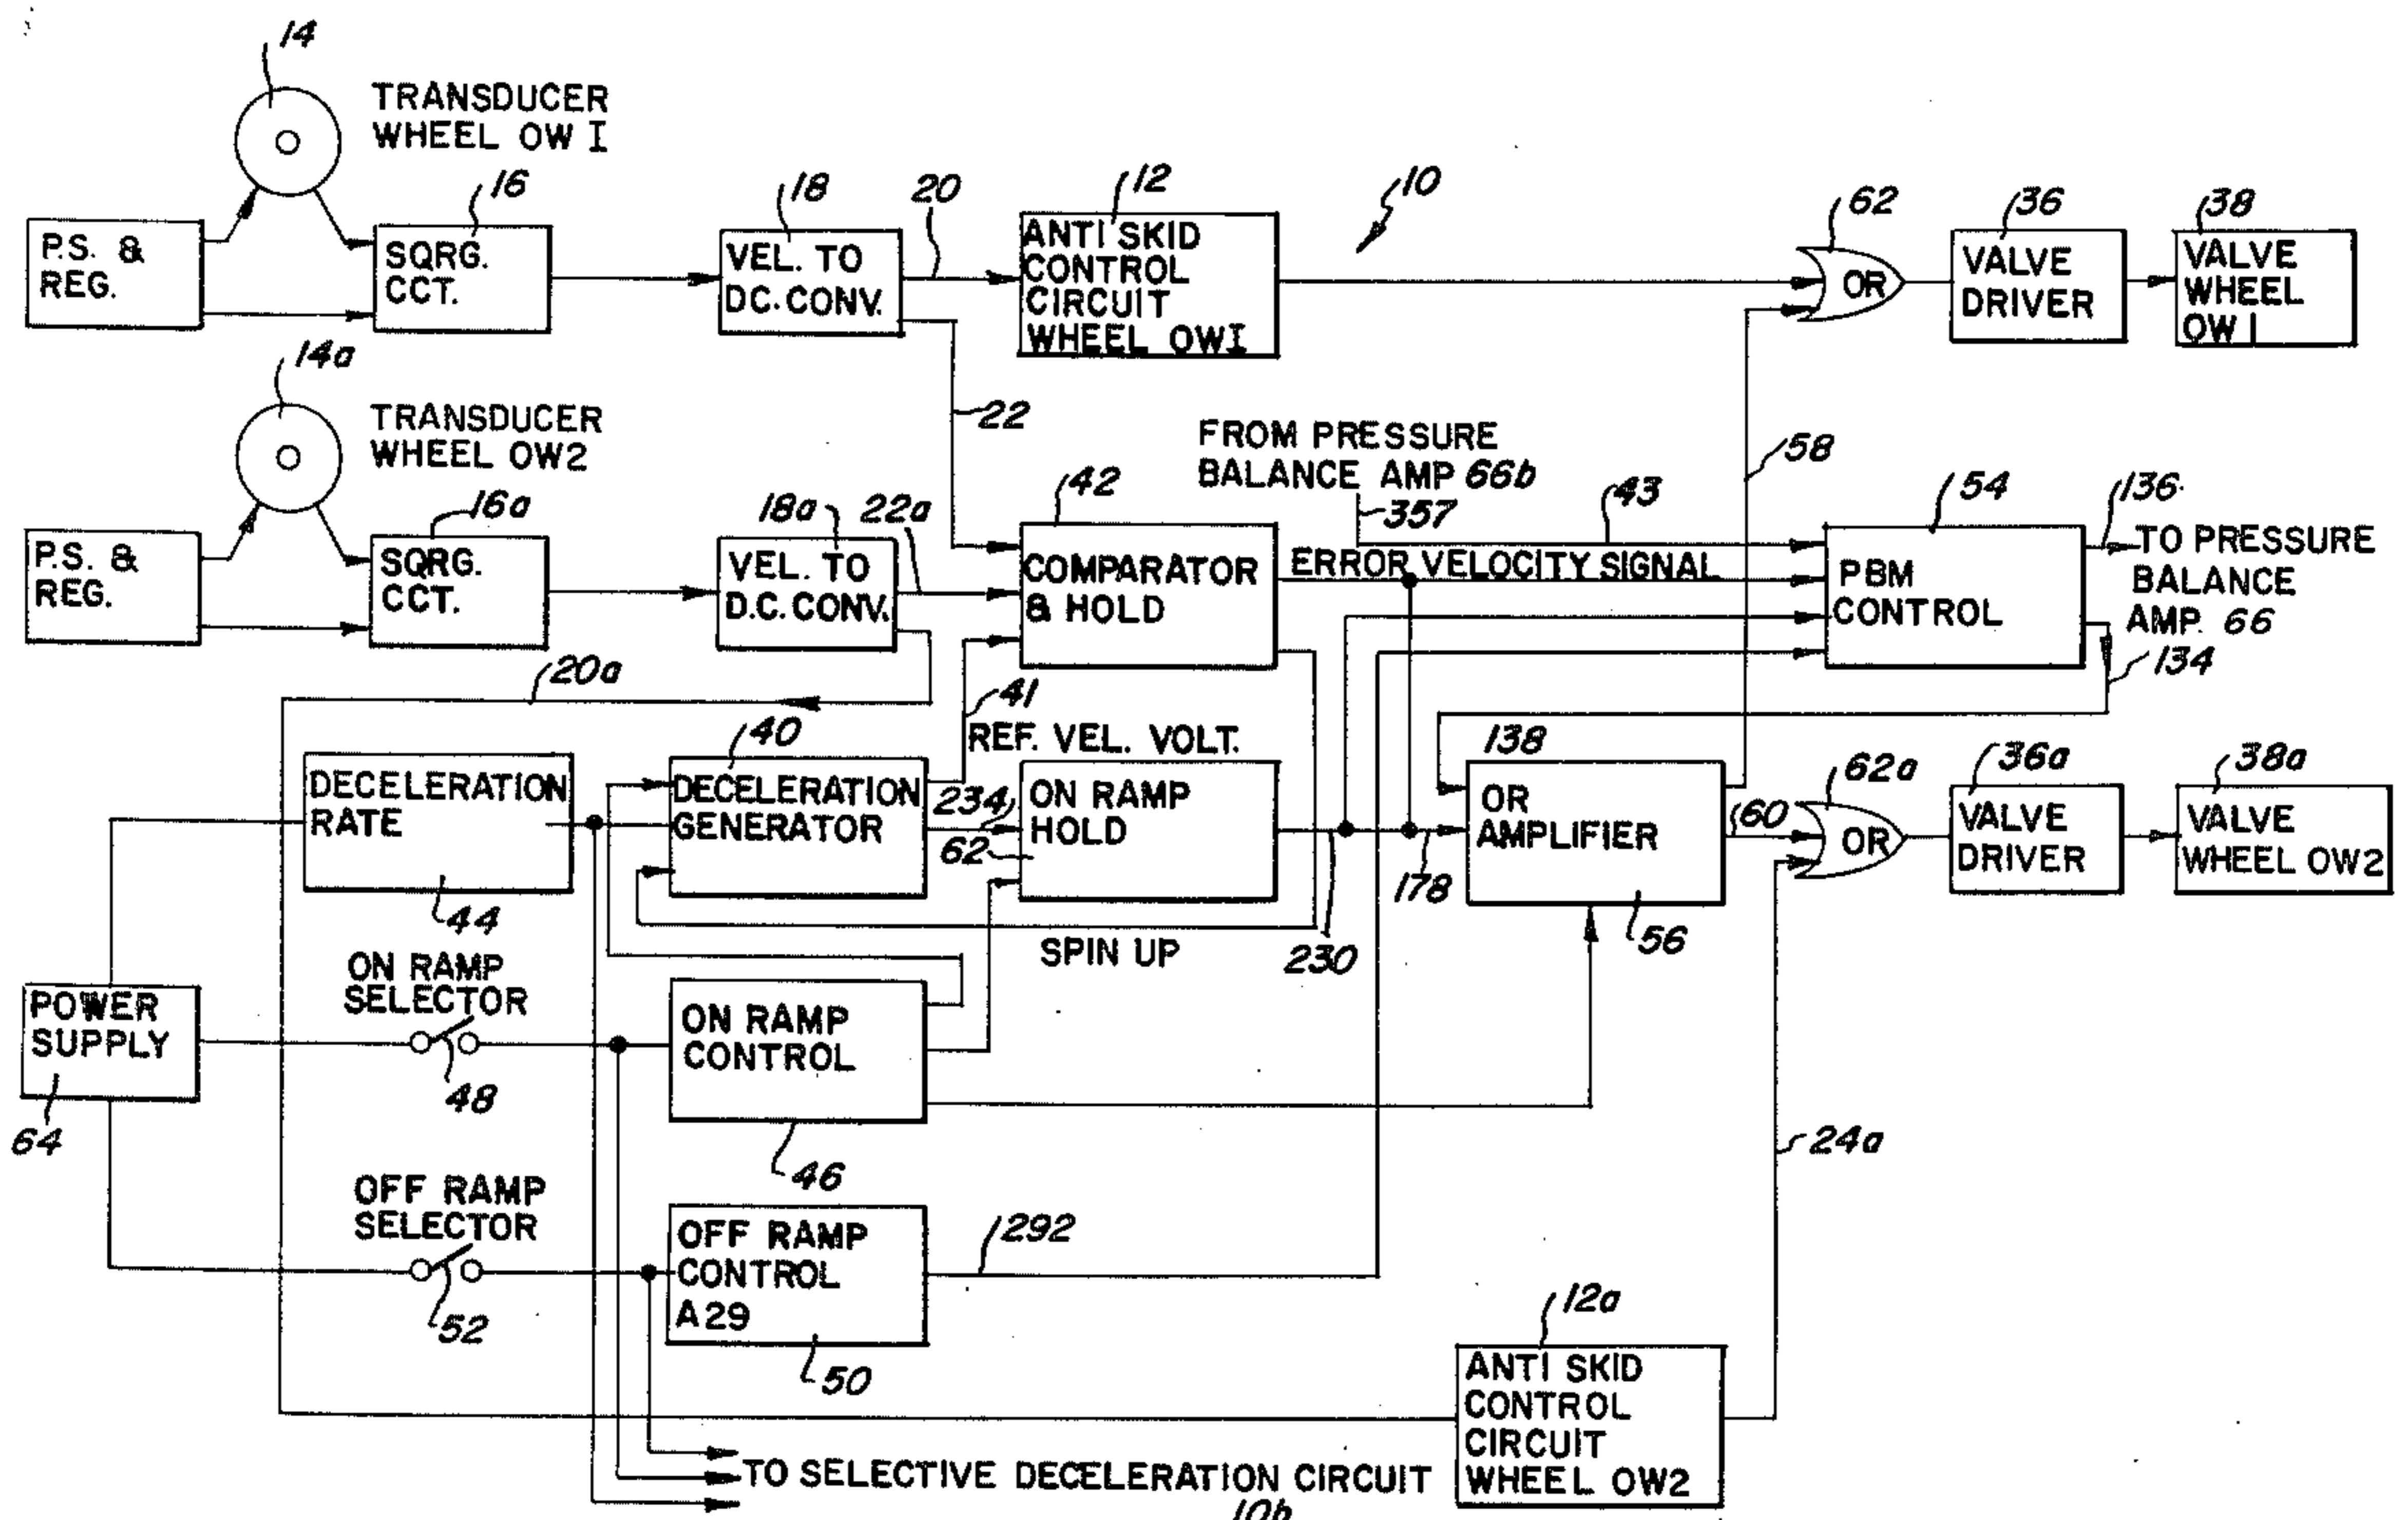 14
TRANSDUCER
WHEEL OW I
P.S. &
REG.
16
SQRG.
CCT.
18
VEL. TO
DC. CONV.
20
22
12
ANTI SKID
CONTROL
CIRCUIT
WHEEL OWI
10
62
OR
36
VALVE
DRIVER
38
VALVE
WHEEL
OW I
14a
TRANSDUCER
WHEEL OW2
P.S. &
REG.
16a
SQRG.
CCT.
18a
VEL. TO
D.C. CONV.
22a
20a
42
COMPARATOR
& HOLD
FROM PRESSURE
BALANCE AMP 66b
357
43
ERROR VELOCITY SIGNAL
58
54
PBM
CONTROL
136
TO PRESSURE
BALANCE
AMP. 66
134
DECELERATION
RATE
44
40
DECELERATION
GENERATOR
41
REF. VEL. VOLT.
234
62
ON RAMP
HOLD
230
178
138
OR
AMPLIFIER
56
60
62a
OR
36a
VALVE
DRIVER
38a
VALVE
WHEEL OW2
SPIN UP
POWER
SUPPLY
64
ON RAMP
SELECTOR
48
ON RAMP
CONTROL
46
24a
OFF RAMP
SELECTOR
52
OFF RAMP
CONTROL
A29
50
1292
12a
ANTI SKID
CONTROL
CIRCUIT
WHEEL OW2
TO SELECTIVE DECELERATION CIRCUIT
10b